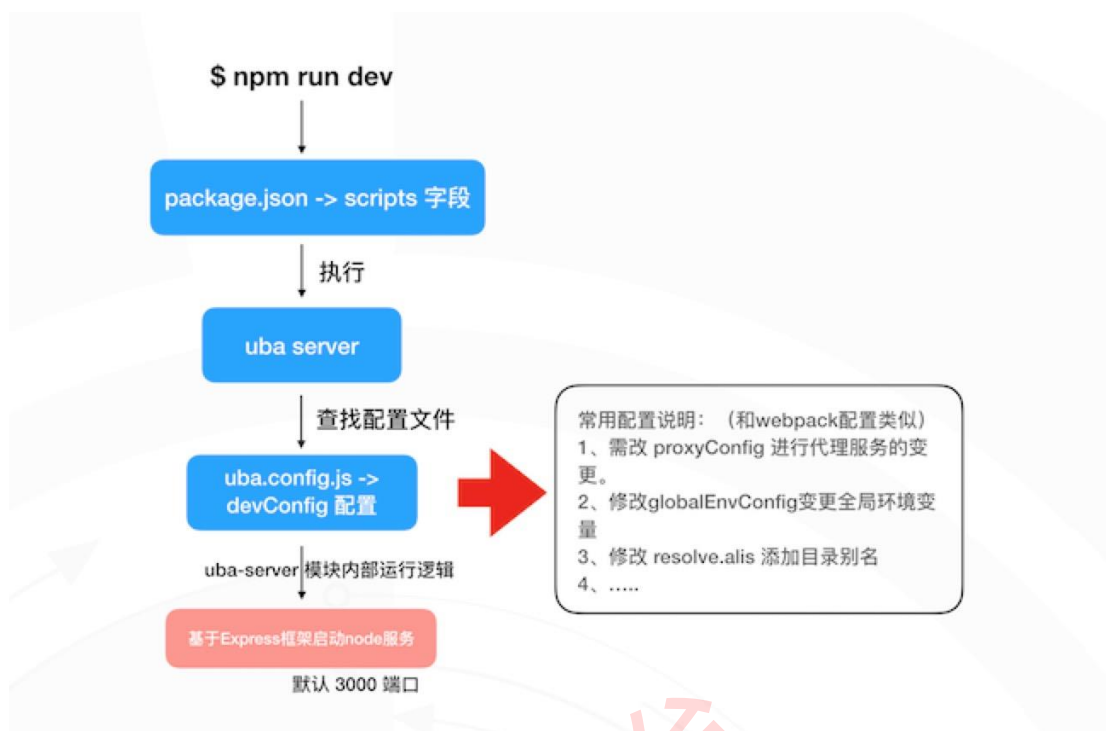 $ npm run dev
package.json -> scripts 字段
执行
uba server
查找配置文件
uba.config.js ->
devConfig 配置
常用配置说明：（和webpack配置类似）
1、需改 proxyConfig 进行代理服务的变
更。
2、修改globalEnvConfig变更全局环境变
量
3、修改 resolve.alis 添加目录别名
4、.....
uba-server 模块内部运行逻辑
基于Express框架启动node服务
默认 3000 端口